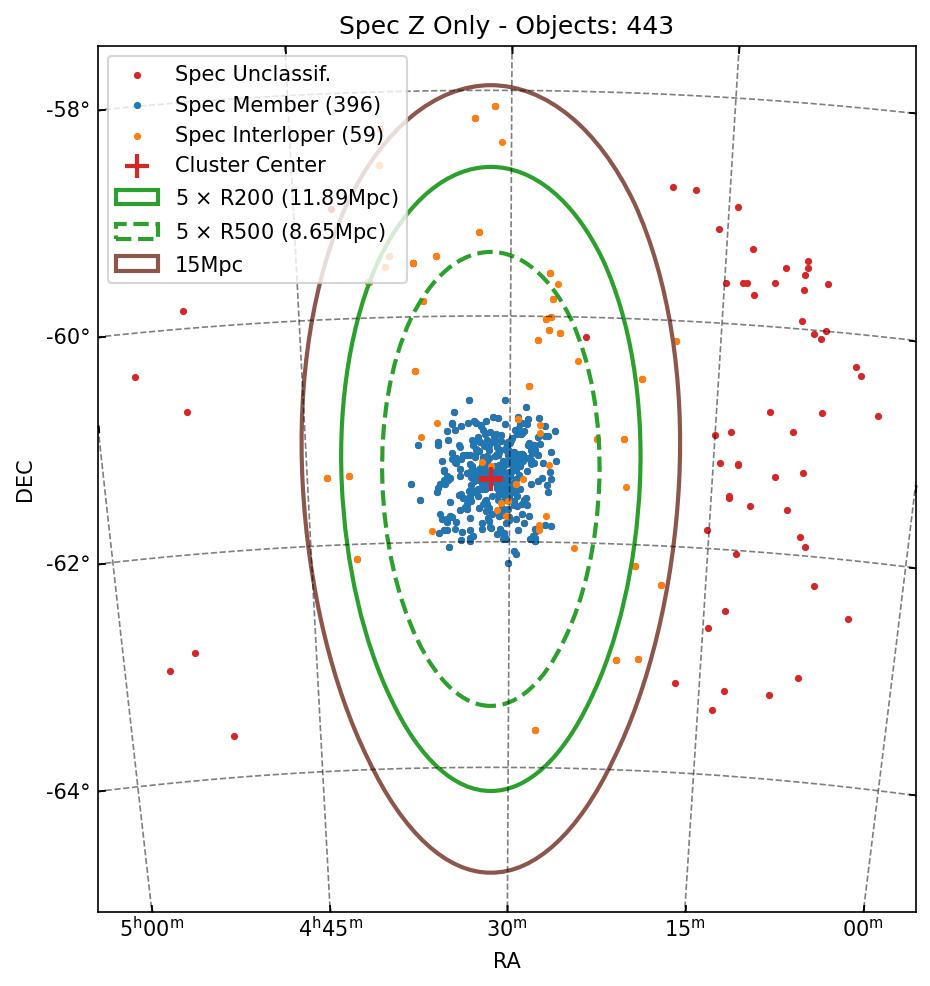 Spec Z Only - Objects: 443
Spec Unclassif.
Spec Member (396)
Spec Interloper (59)
Cluster Center
5 × R200 (11.89Mpc)
5 × R500 (8.65Mpc)
15Mpc
-58°
-60°
-62°
-64°
DEC
5ʰ00ᵐ 4ʰ45ᵐ 30ᵐ 15ᵐ 00ᵐ
RA